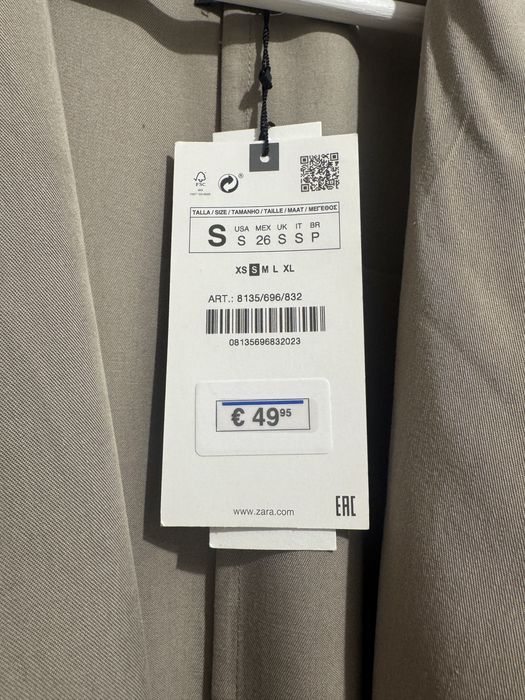 FSC
®
TALLA / SIZE / TAMANHO / TAILLE / MAAT / ΜΕΓΕΘΟΣ
S
USA MEX UK IT BR
S 26 S S P
XS S M L XL
ART.: 8135/696/832
08135696832023
€ 49 95
www.zara.com
EAC